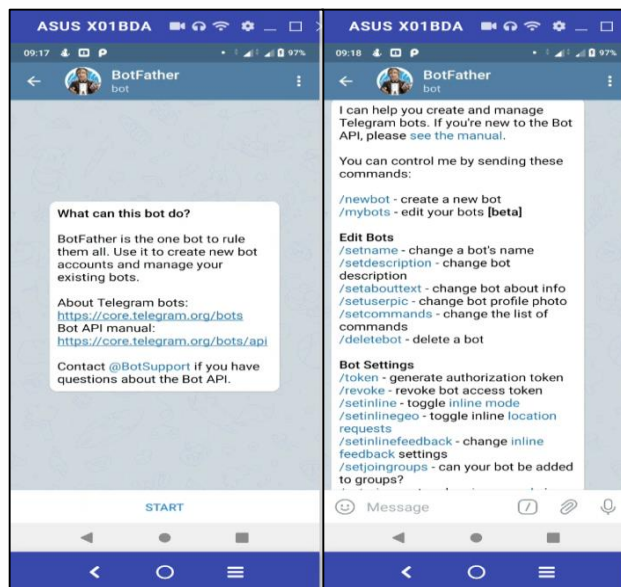 ASUS X01BDA
09:17
97%
BotFather
bot
What can this bot do?
BotFather is the one bot to rule
them all. Use it to create new bot
accounts and manage your
existing bots.
About Telegram bots:
https://core.telegram.org/bots
Bot API manual:
https://core.telegram.org/bots/api
Contact @BotSupport if you have
questions about the Bot API.
START
ASUS X01BDA
09:18
97%
BotFather
bot
I can help you create and manage
Telegram bots. If you're new to the Bot
API, please see the manual.
You can control me by sending these
commands:
/newbot - create a new bot
/mybots - edit your bots [beta]
Edit Bots
/setname - change a bot's name
/setdescription - change bot
description
/setabouttext - change bot about info
/setuserpic - change bot profile photo
/setcommands - change the list of
commands
/deletebot - delete a bot
Bot Settings
/token - generate authorization token
/revoke - revoke bot access token
/setinline - toggle inline mode
/setinlinegeo - toggle inline location
requests
/setinlinefeedback - change inline
feedback settings
/setjoingroups - can your bot be added
to groups?
Message